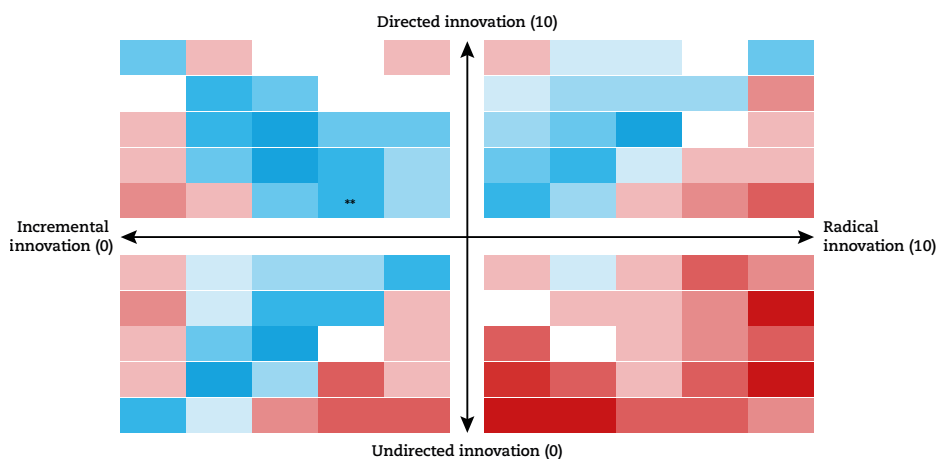 Directed innovation (10)
**
Incremental
innovation (0)
Radical
innovation (10)
Undirected innovation (0)